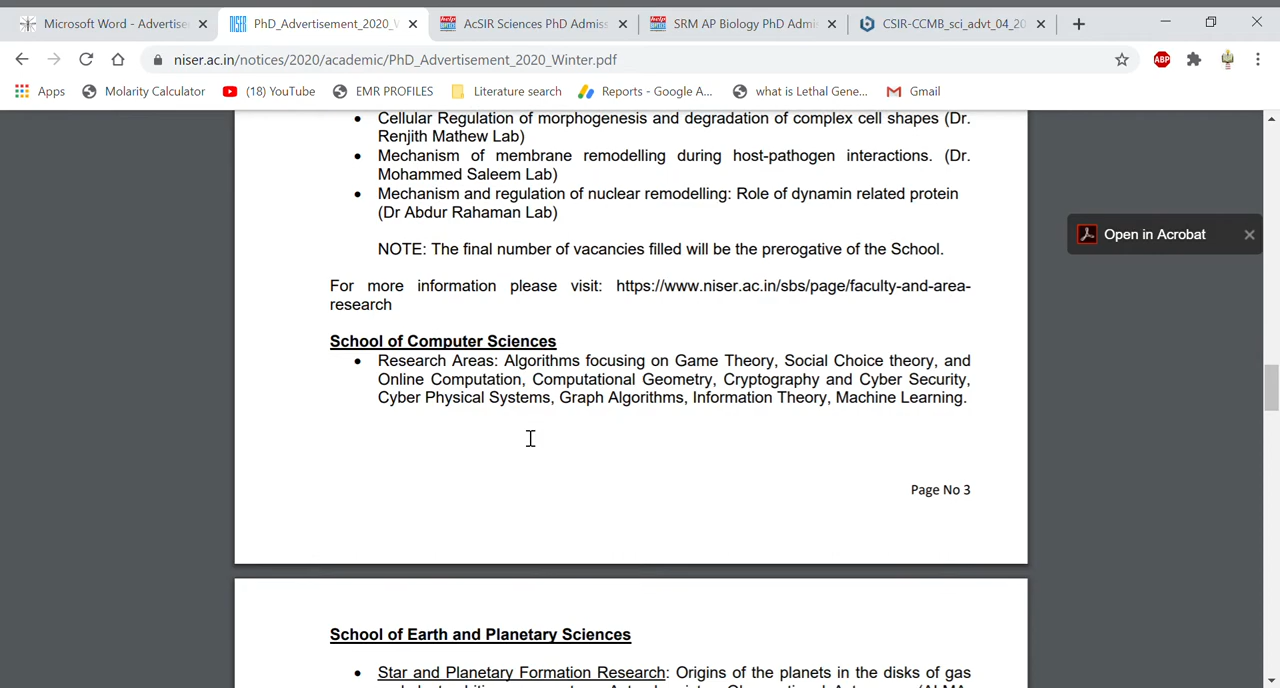 Microsoft Word - Advertise
PhD_Advertisement_2020_
AcSIR Sciences PhD Admiss
SRM AP Biology PhD Admi
CSIR-CCMB_sci_advt_04_20
niser.ac.in/notices/2020/academic/PhD_Advertisement_2020_Winter.pdf
ABP
Apps
Molarity Calculator
(18) YouTube
EMR PROFILES
Literature search
Reports - Google A...
what is Lethal Gene...
Gmail
• Cellular Regulation of morphogenesis and degradation of complex cell shapes (Dr.
Renjith Mathew Lab)
• Mechanism of membrane remodelling during host-pathogen interactions. (Dr.
Mohammed Saleem Lab)
• Mechanism and regulation of nuclear remodelling: Role of dynamin related protein
(Dr Abdur Rahaman Lab)
Open in Acrobat
NOTE: The final number of vacancies filled will be the prerogative of the School.
For more information please visit: https://www.niser.ac.in/sbs/page/faculty-and-area-
research
School of Computer Sciences
• Research Areas: Algorithms focusing on Game Theory, Social Choice theory, and
Online Computation, Computational Geometry, Cryptography and Cyber Security,
Cyber Physical Systems, Graph Algorithms, Information Theory, Machine Learning.
Page No 3
School of Earth and Planetary Sciences
• Star and Planetary Formation Research: Origins of the planets in the disks of gas